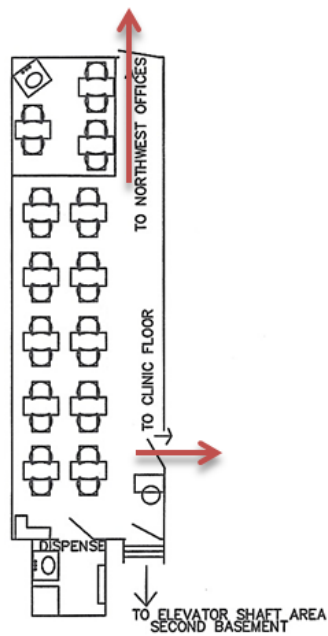 TO NORTHWEST OFFICES
TO CLINIC FLOOR
DISPENSE
TO ELEVATOR SHAFT AREA
SECOND BASEMENT